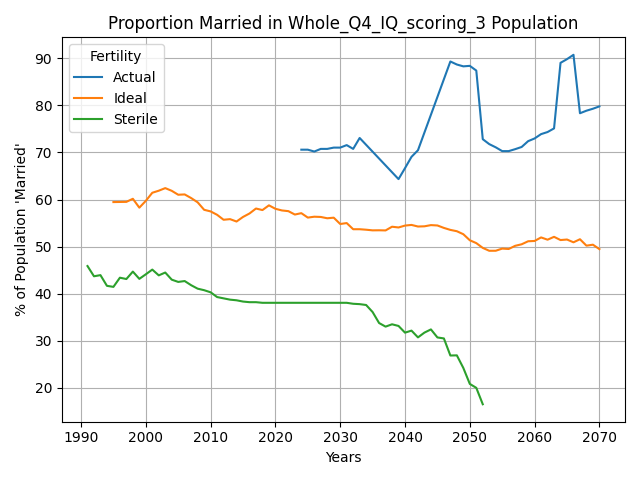 Proportion Married in Whole_Q4_IQ_scoring_3 Population
% of Population 'Married'
90
80
70
60
50
40
30
20
Fertility
Actual
Ideal
Sterile
1990 2000 2010 2020 2030 2040 2050 2060 2070
Years